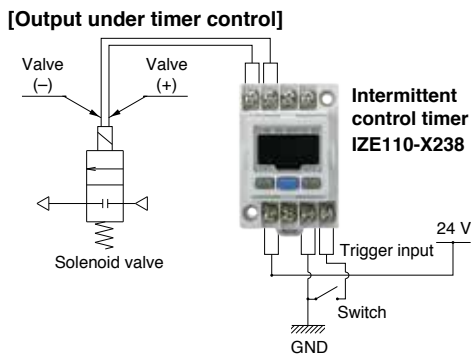 [Output under timer control]
Valve
(–)
Valve
(+)
Intermittent
control timer
IZE110-X238
24 V
Trigger input
Solenoid valve
Switch
GND